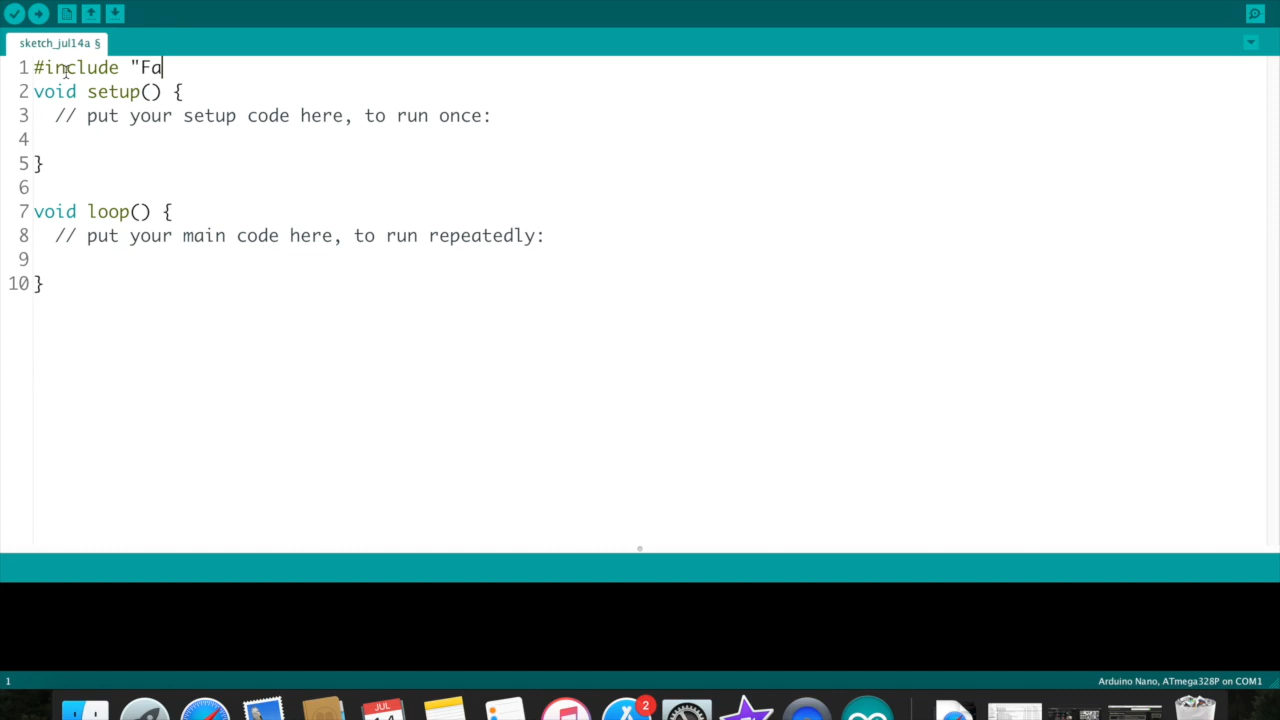 sketch_jul14a §
1 #include "Fa
2 void setup() {
3 // put your setup code here, to run once:
4
5 }
6
7 void loop() {
8 // put your main code here, to run repeatedly:
9
10 }
1
Arduino Nano, ATmega328P on COM1
2
JUL